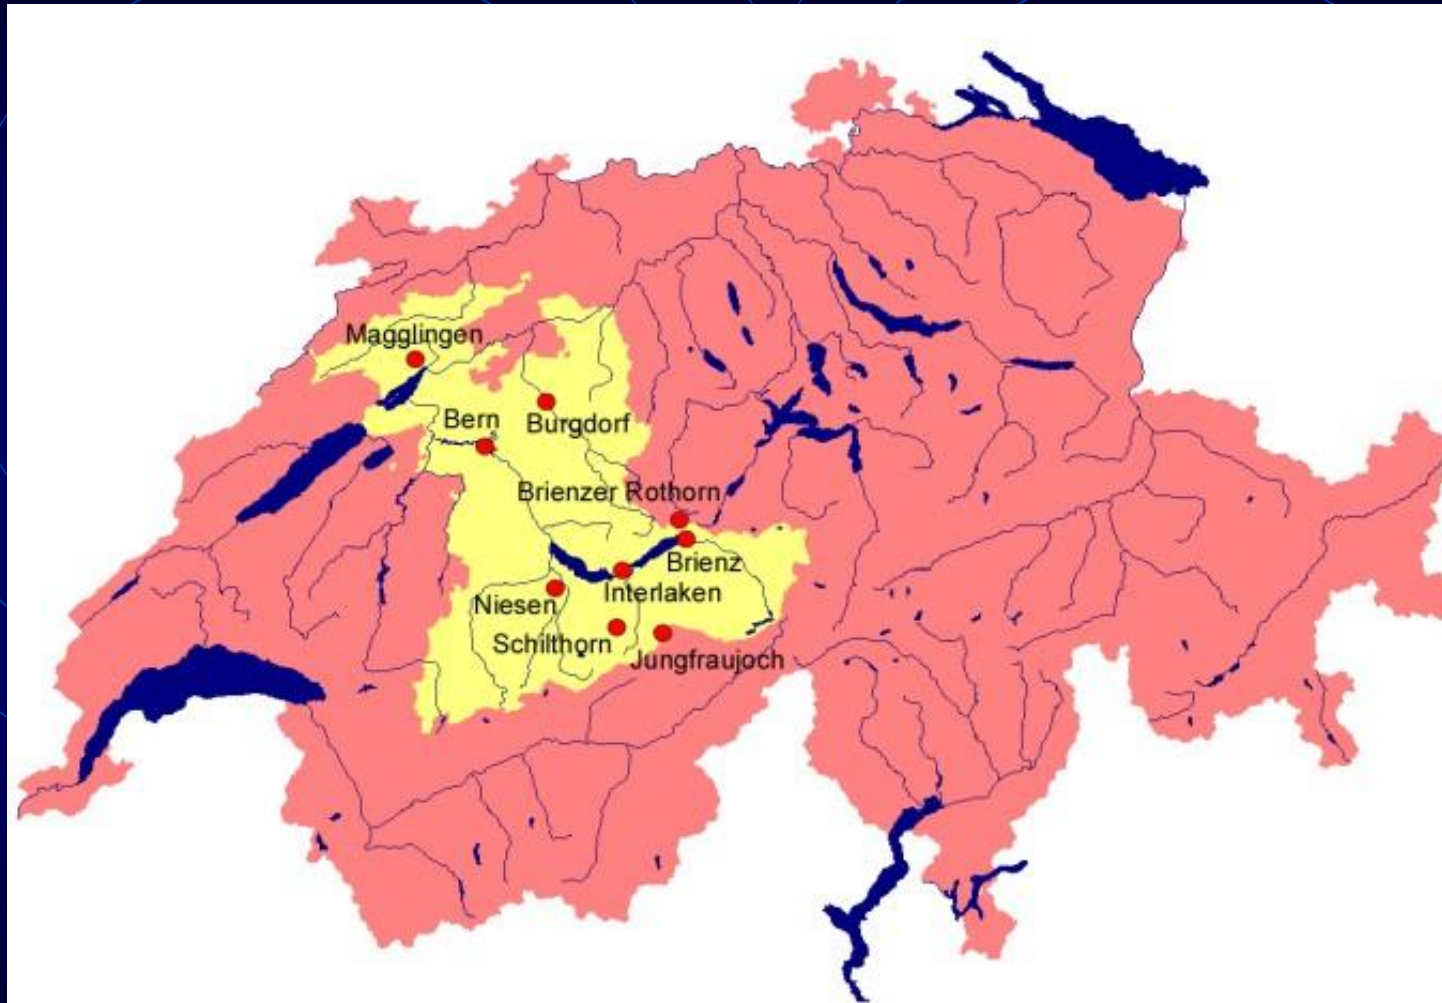 Magglingen
Bern
Burgdorf
Brienzer Rothorn
Brienz
Interlaken
Niesen
Schilthorn
Jungfraujoch